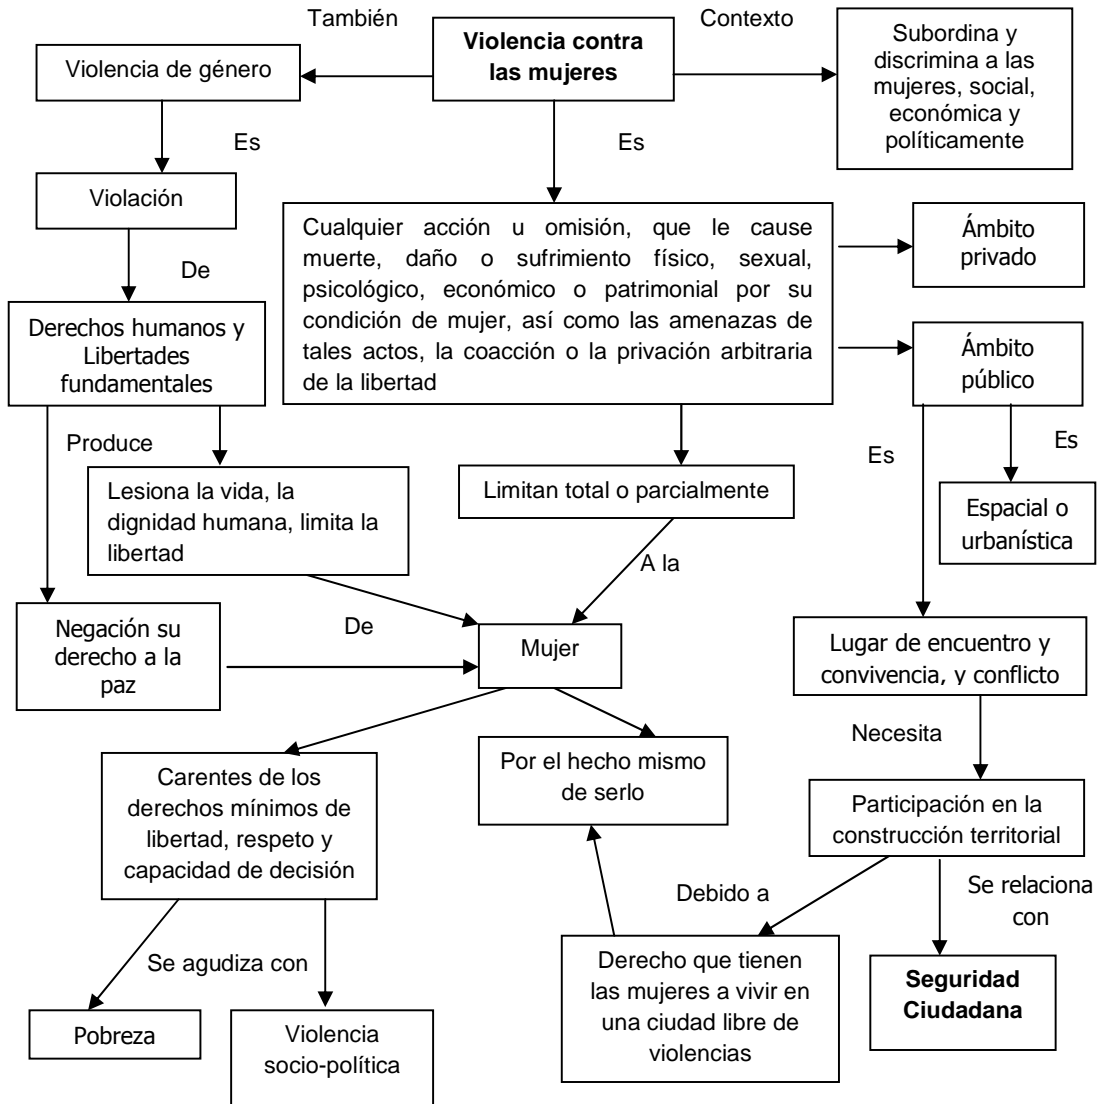 También
Violencia contra
las mujeres
Contexto
Subordina y
discrimina a las
mujeres, social,
económica y
políticamente
Violencia de género
Es
Es
Violación
Cualquier acción u omisión, que le cause
muerte, daño o sufrimiento físico, sexual,
psicológico, económico o patrimonial por su
condición de mujer, así como las amenazas de
tales actos, la coacción o la privación arbitraria
de la libertad
Ámbito
privado
De
Derechos humanos y
Libertades
fundamentales
Ámbito
público
Produce
Es
Es
Lesiona la vida, la
dignidad humana, limita la
libertad
Limitan total o parcialmente
Espacial o
urbanística
A la
Negación su
derecho a la
paz
De
Mujer
Lugar de encuentro y
convivencia, y conflicto
Necesita
Carentes de los
derechos mínimos de
libertad, respeto y
capacidad de decisión
Por el hecho mismo
de serlo
Participación en la
construcción territorial
Debido a
Se relaciona
con
Se agudiza con
Derecho que tienen
las mujeres a vivir en
una ciudad libre de
violencias
Seguridad
Ciudadana
Pobreza
Violencia
socio-política